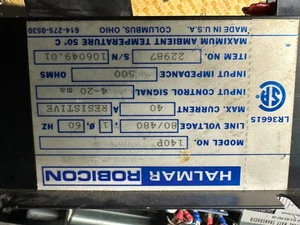 HALMAR ROBICON
MODEL NO. 140P
LINE VOLTAGE 80/480 1 Ø, 60 HZ
MAX. CURRENT 40 RESISTIVE
INPUT CONTROL SIGNAL 4-20 ma
INPUT IMPEDANCE 500 OHMS
ITEM NO. 22987 S/N 106049.01
MAXIMUM AMBIENT TEMPERATURE 50°C
MADE IN U.S.A. COLUMBUS, OHIO 614-275-0530
LR36615